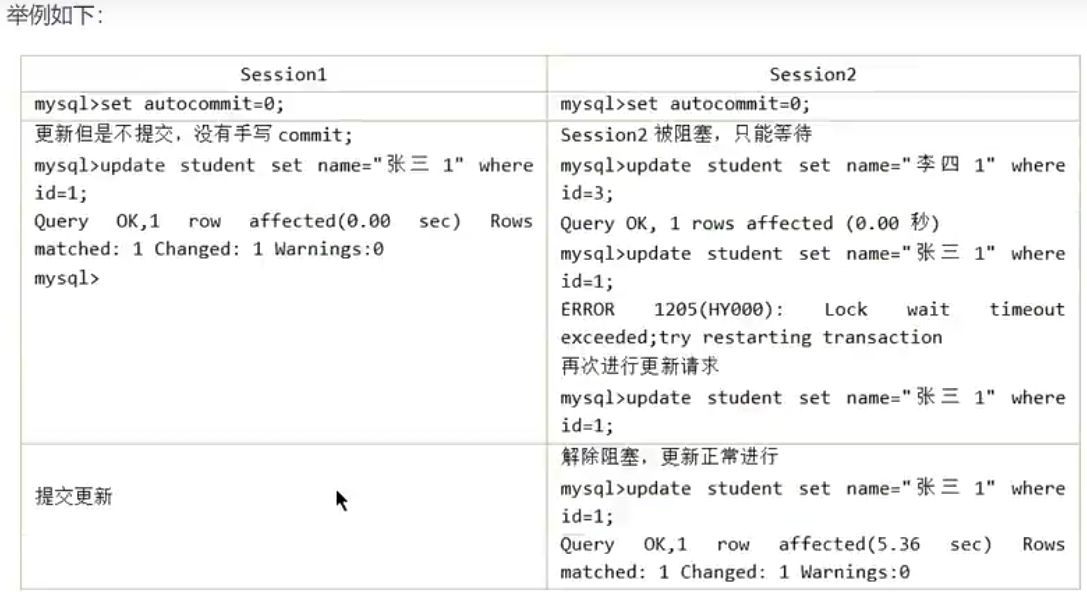 举例如下：
Session1
Session2
mysql>set autocommit=0;
mysql>set autocommit=0;
更新但是不提交，没有手写 commit;
mysql>update student set name="张三 1" where
id=1;
Query OK,1 row affected(0.00 sec) Rows
matched: 1 Changed: 1 Warnings:0
mysql>
Session2 被阻塞，只能等待
mysql>update student set name="李四 1" where
id=3;
Query OK, 1 rows affected (0.00 秒)
mysql>update student set name="张三 1" where
id=1;
ERROR 1205(HY000): Lock wait timeout
exceeded;try restarting transaction
再次进行更新请求
mysql>update student set name="张三 1" where
id=1;
提交更新
解除阻塞，更新正常进行
mysql>update student set name="张三 1" where
id=1;
Query OK,1 row affected(5.36 sec) Rows
matched: 1 Changed: 1 Warnings:0